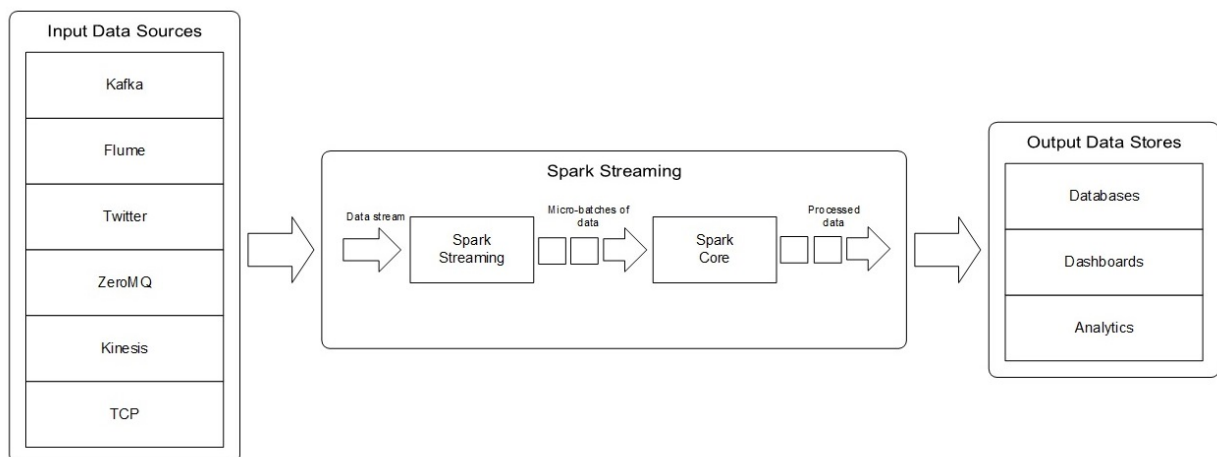 Input Data Sources
Kafka
Flume
Twitter
ZeroMQ
Kinesis
TCP
Spark Streaming
Data stream
Spark
Streaming
Micro-batches of
data
Spark
Core
Processed
data
Output Data Stores
Databases
Dashboards
Analytics